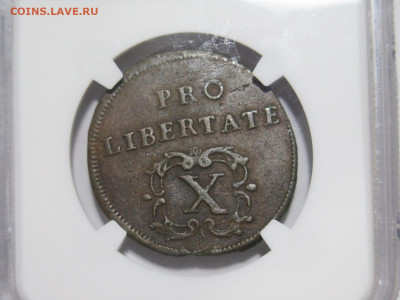 COINS.LAVE.RU
PRO
LIBERTATE
X